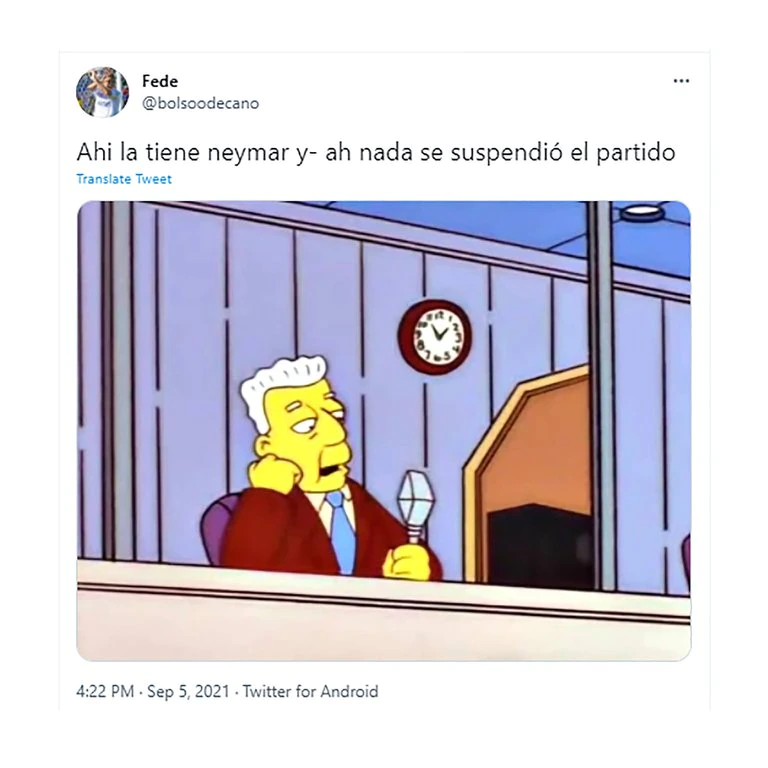 Fede
@bolsoodecano
Ahi la tiene neymar y- ah nada se suspendió el partido
Translate Tweet
4:22 PM · Sep 5, 2021 · Twitter for Android